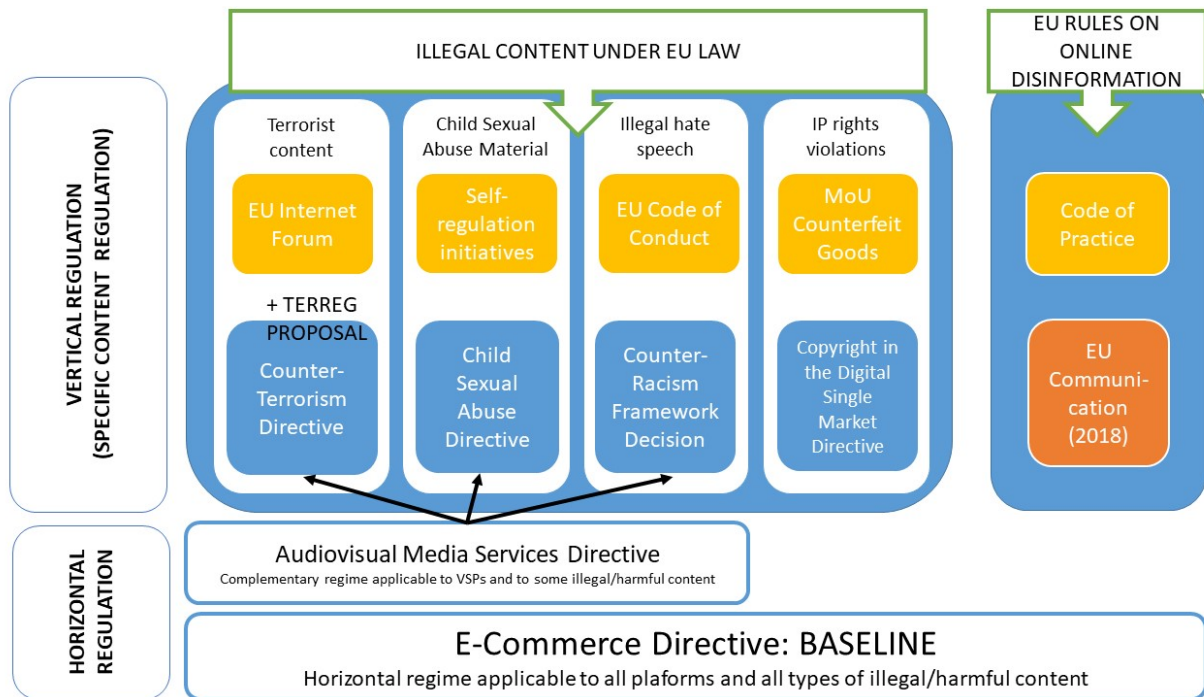 ILLEGAL CONTENT UNDER EU LAW
EU RULES ON
ONLINE
DISINFORMATION
VERTICAL REGULATION
(SPECIFIC CONTENT REGULATION)
Terrorist
content
EU Internet
Forum
+ TERREG
PROPOSAL
Counter-
Terrorism
Directive
Child Sexual
Abuse Material
Self-
regulation
initiatives
Child
Sexual
Abuse
Directive
Illegal hate
speech
EU Code of
Conduct
Counter-
Racism
Framework
Decision
IP rights
violations
MoU
Counterfeit
Goods
Copyright in
the Digital
Single
Market
Directive
Code of
Practice
EU
Communi-
cation
(2018)
HORIZONTAL
REGULATION
Audiovisual Media Services Directive
Complementary regime applicable to VSPs and to some illegal/harmful content
E-Commerce Directive: BASELINE
Horizontal regime applicable to all plaforms and all types of illegal/harmful content